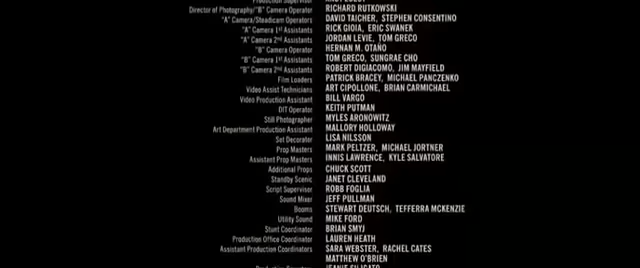 Production Supervisor
Director of Photography/"B" Camera Operator RICHARD RUTKOWSKI
"A" Camera/Steadicam Operators DAVID TAICHER, STEPHEN CONSENTINO
"A" Camera 1st Assistants RICK GIOIA, ERIC SWANEK
"A" Camera 2nd Assistants JORDAN LEVIE, TOM GRECO
"B" Camera Operator HERNAN M. OTAÑO
"B" Camera 1st Assistants TOM GRECO, SUNGRAE CHO
"B" Camera 2nd Assistants ROBERT DIGIACOMO, JIM MAYFIELD
Film Loaders PATRICK BRACEY, MICHAEL PANCZENKO
Video Assist Technicians ART CIPOLLONE, BRIAN CARMICHAEL
Video Production Assistant BILL VARGO
DIT Operator KEITH PUTMAN
Still Photographer MYLES ARONOWITZ
Art Department Production Assistant MALLORY HOLLOWAY
Set Decorator LISA NILSSON
Prop Masters MARK PELTZER, MICHAEL JORTNER
Assistant Prop Masters INNIS LAWRENCE, KYLE SALVATORE
Additional Props CHUCK SCOTT
Standby Scenic JANET CLEVELAND
Script Supervisor ROBB FOGLIA
Sound Mixer JEFF PULLMAN
Booms STEWART DEUTSCH, TEFFERRA MCKENZIE
Utility Sound MIKE FORD
Stunt Coordinator BRIAN SMYJ
Production Office Coordinator LAUREN HEATH
Assistant Production Coordinators SARA WEBSTER, RACHEL CATES
MATTHEW O'BRIEN